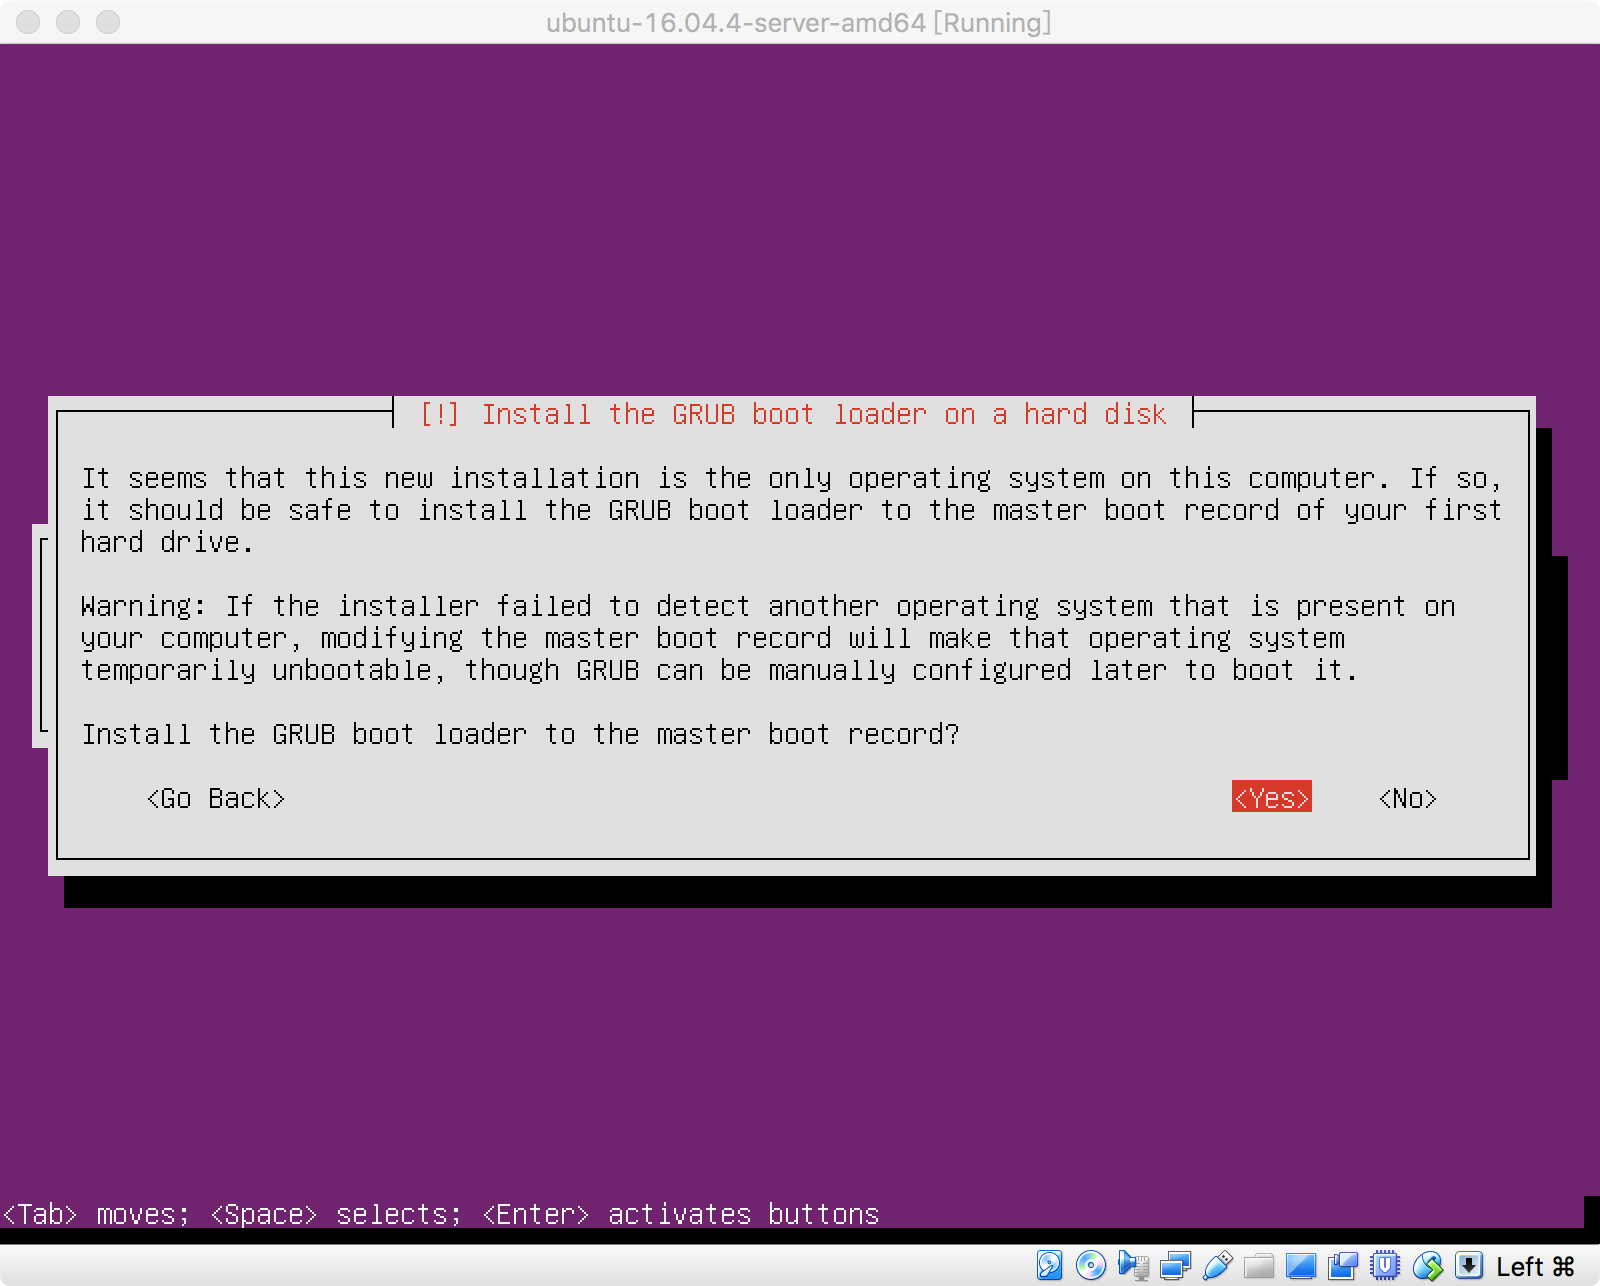 ubuntu-16.04.4-server-amd64 [Running]
[!] Install the GRUB boot loader on a hard disk
It seems that this new installation is the only operating system on this computer. If so,
it should be safe to install the GRUB boot loader to the master boot record of your first
hard drive.
Warning: If the installer failed to detect another operating system that is present on
your computer, modifying the master boot record will make that operating system
temporarily unbootable, though GRUB can be manually configured later to boot it.
Install the GRUB boot loader to the master boot record?
<Go Back> <Yes> <No>
<Tab> moves; <Space> selects; <Enter> activates buttons
Left ⌘